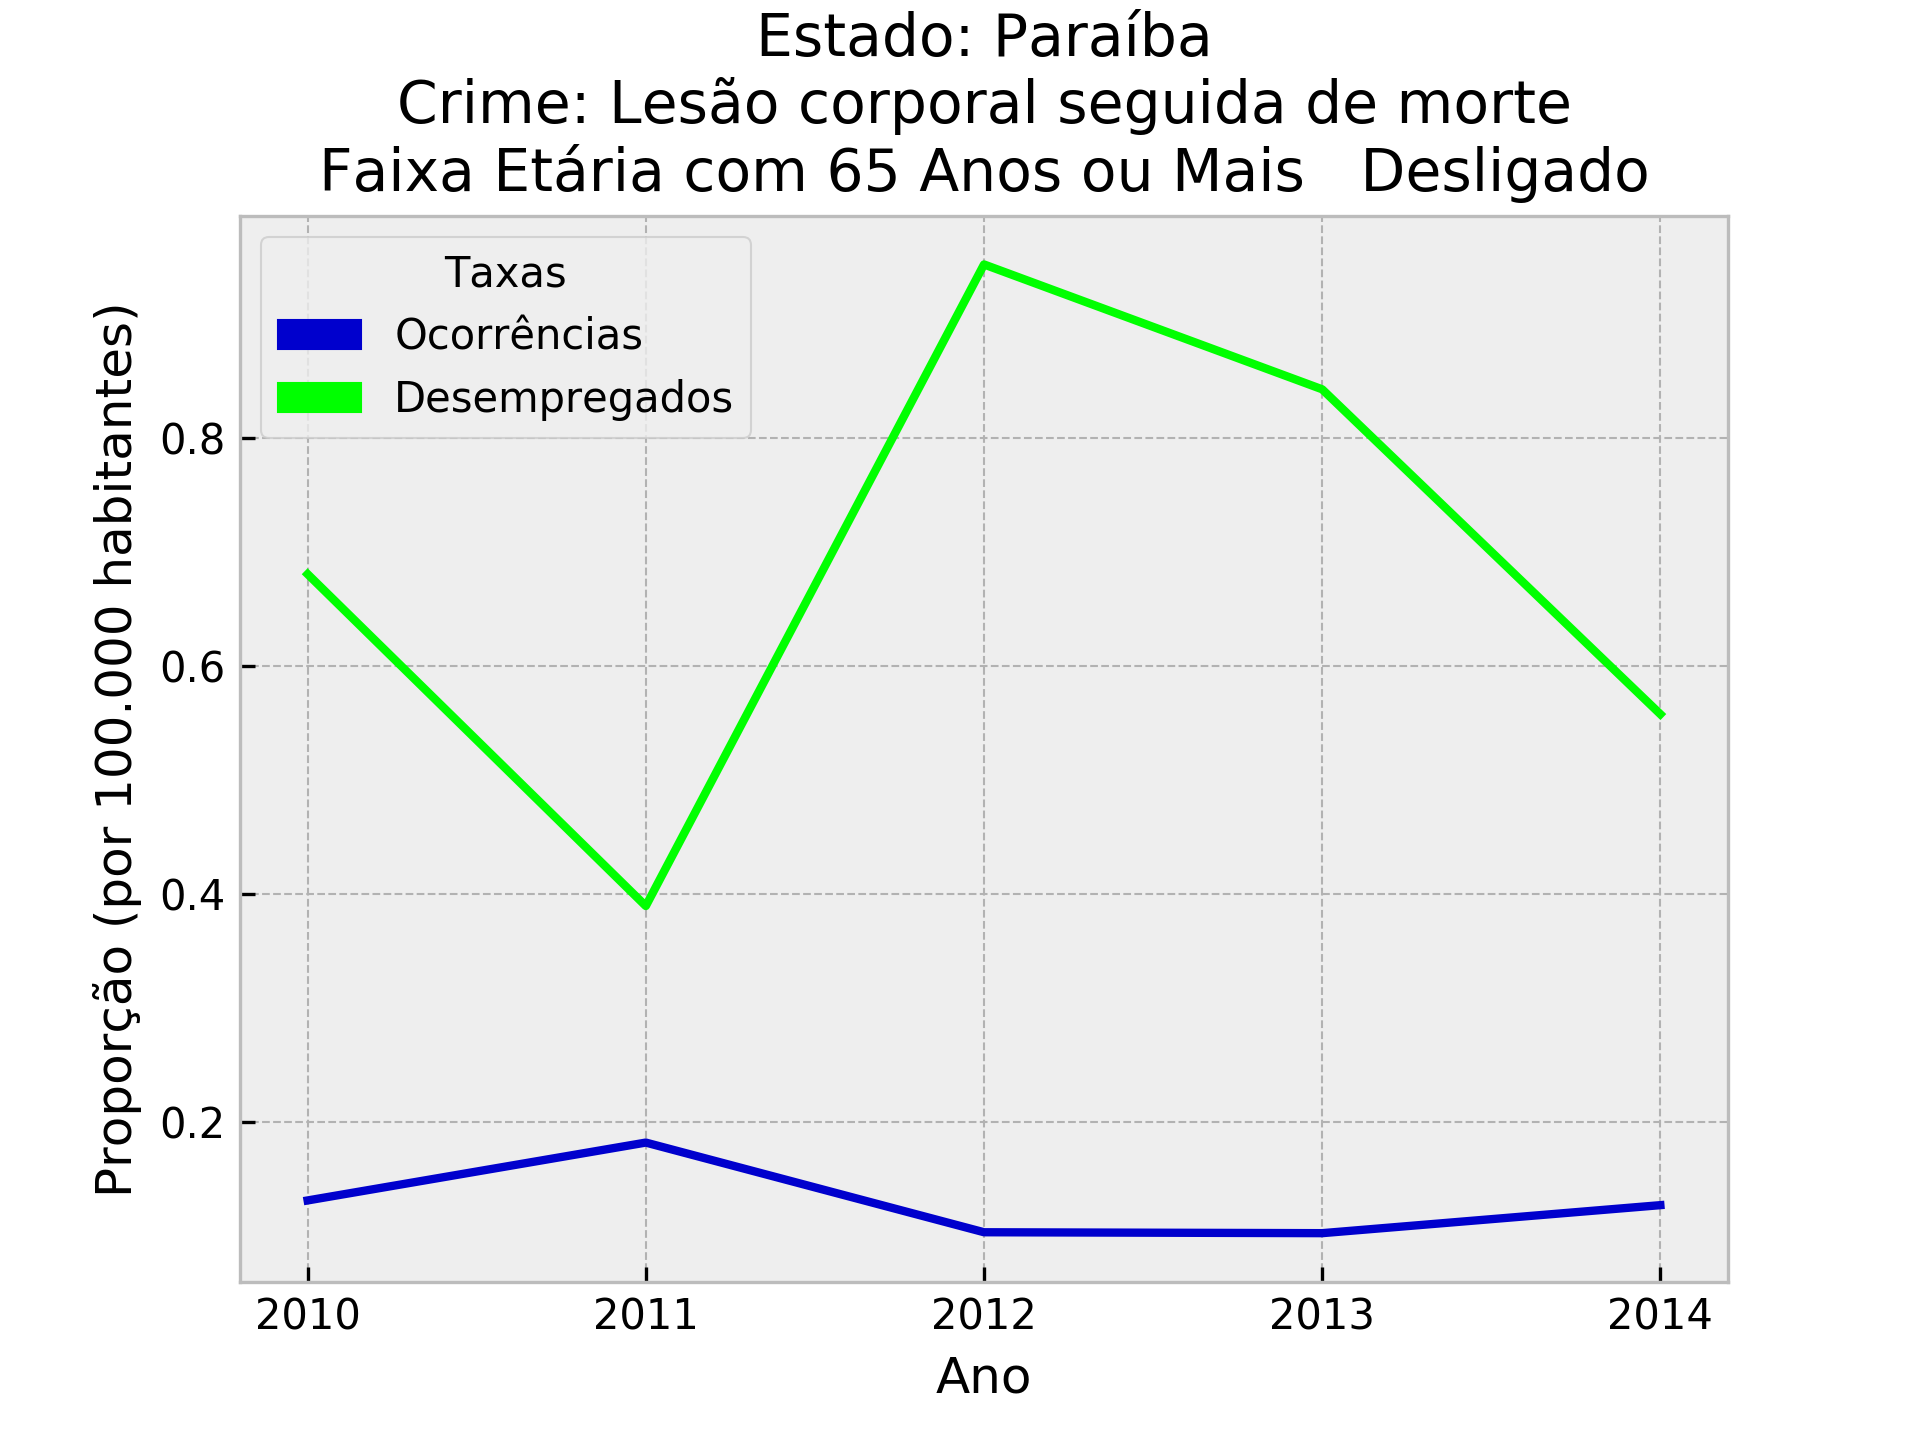 Estado: Paraíba
Crime: Lesão corporal seguida de morte
Faixa Etária com 65 Anos ou Mais   Desligado
Taxas
Ocorrências
Desempregados
Proporção (por 100.000 habitantes)
0.8
0.6
0.4
0.2
2010 2011 2012 2013 2014
Ano